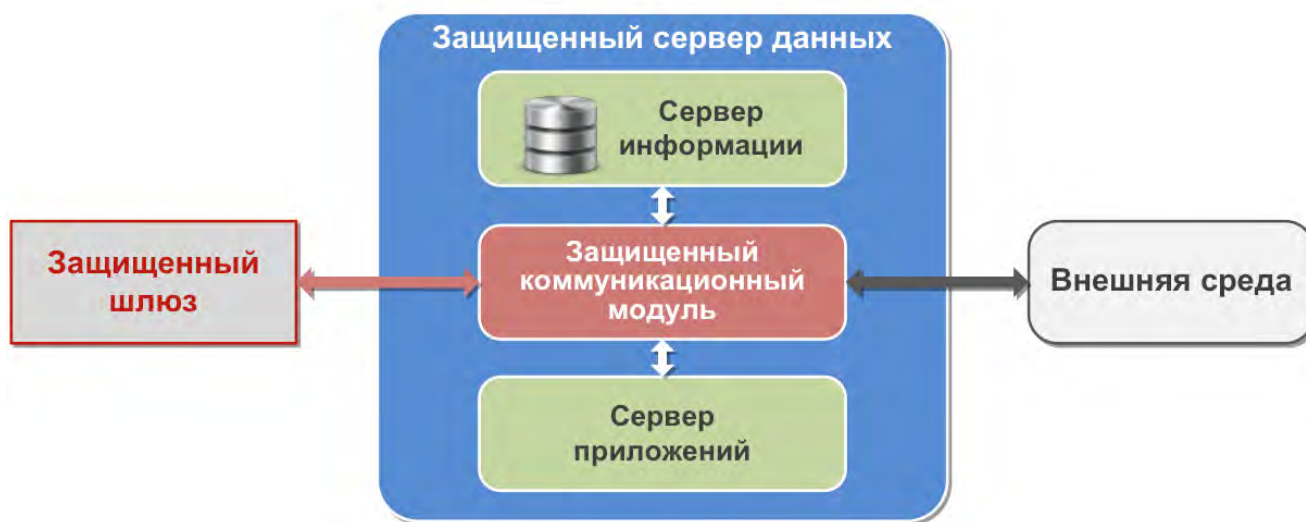 Защищенный сервер данных
Сервер
информации
Защищенный
шлюз
Защищенный
коммуникационный
модуль
Внешняя среда
Сервер
приложений